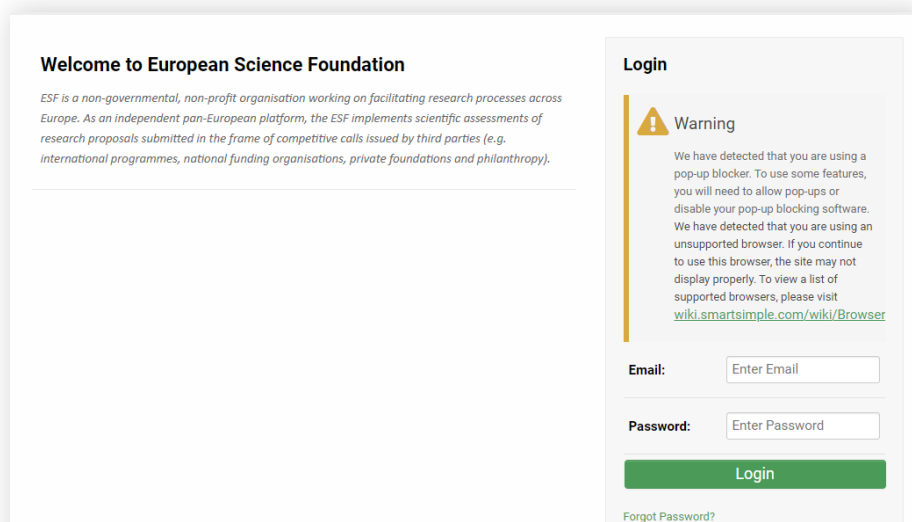 Welcome to European Science Foundation
ESF is a non-governmental, non-profit organisation working on facilitating research processes across
Europe. As an independent pan-European platform, the ESF implements scientific assessments of
research proposals submitted in the frame of competitive calls issued by third parties (e.g.
international programmes, national funding organisations, private foundations and philanthropy).
Login
Warning
We have detected that you are using a
pop-up blocker. To use some features,
you will need to allow pop-ups or
disable your pop-up blocking software.
We have detected that you are using an
unsupported browser. If you continue
to use this browser, the site may not
display properly. To view a list of
supported browsers, please visit
wiki.smartsimple.com/wiki/Browser
Email:
Enter Email
Password:
Enter Password
Login
Forgot Password?